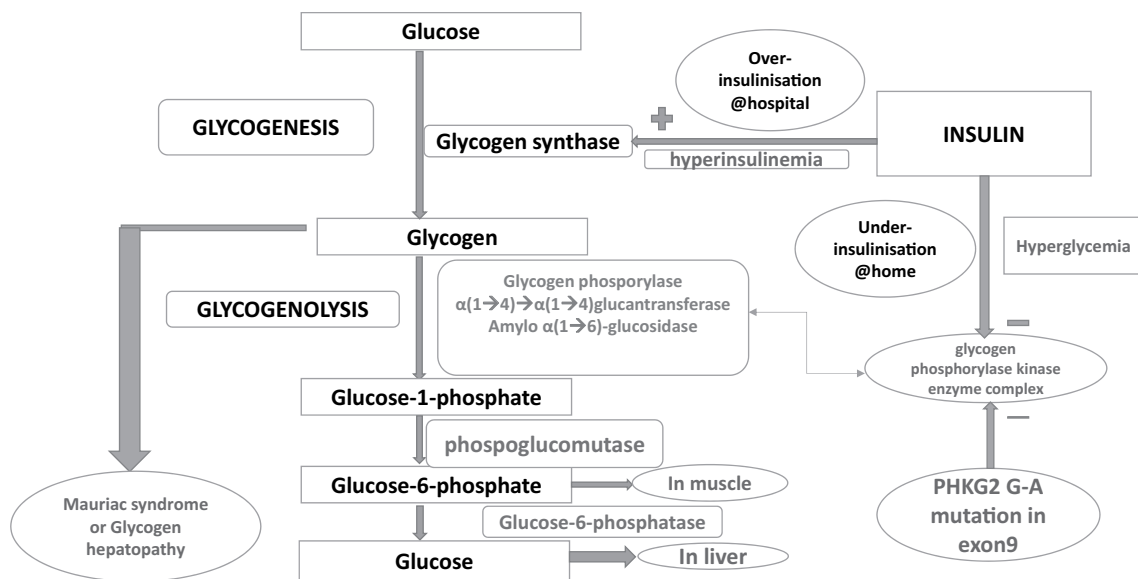 Glucose
Over-
insulinisation
@hospital
GLYCOGENESIS
Glycogen synthase
+
hyperinsulinemia
INSULIN
Glycogen
Under-
insulinisation
@home
Hyperglycemia
GLYCOGENOLYSIS
Glycogen phosporylase
α(1→4)→α(1→4)glucantransferase
Amylo α(1→6)-glucosidase
−
glycogen
phosphorylase kinase
enzyme complex
−
Glucose-1-phosphate
phospoglucomutase
Glucose-6-phosphate
In muscle
Mauriac syndrome
or Glycogen
hepatopathy
PHKG2 G-A
mutation in
exon9
Glucose-6-phosphatase
Glucose
In liver